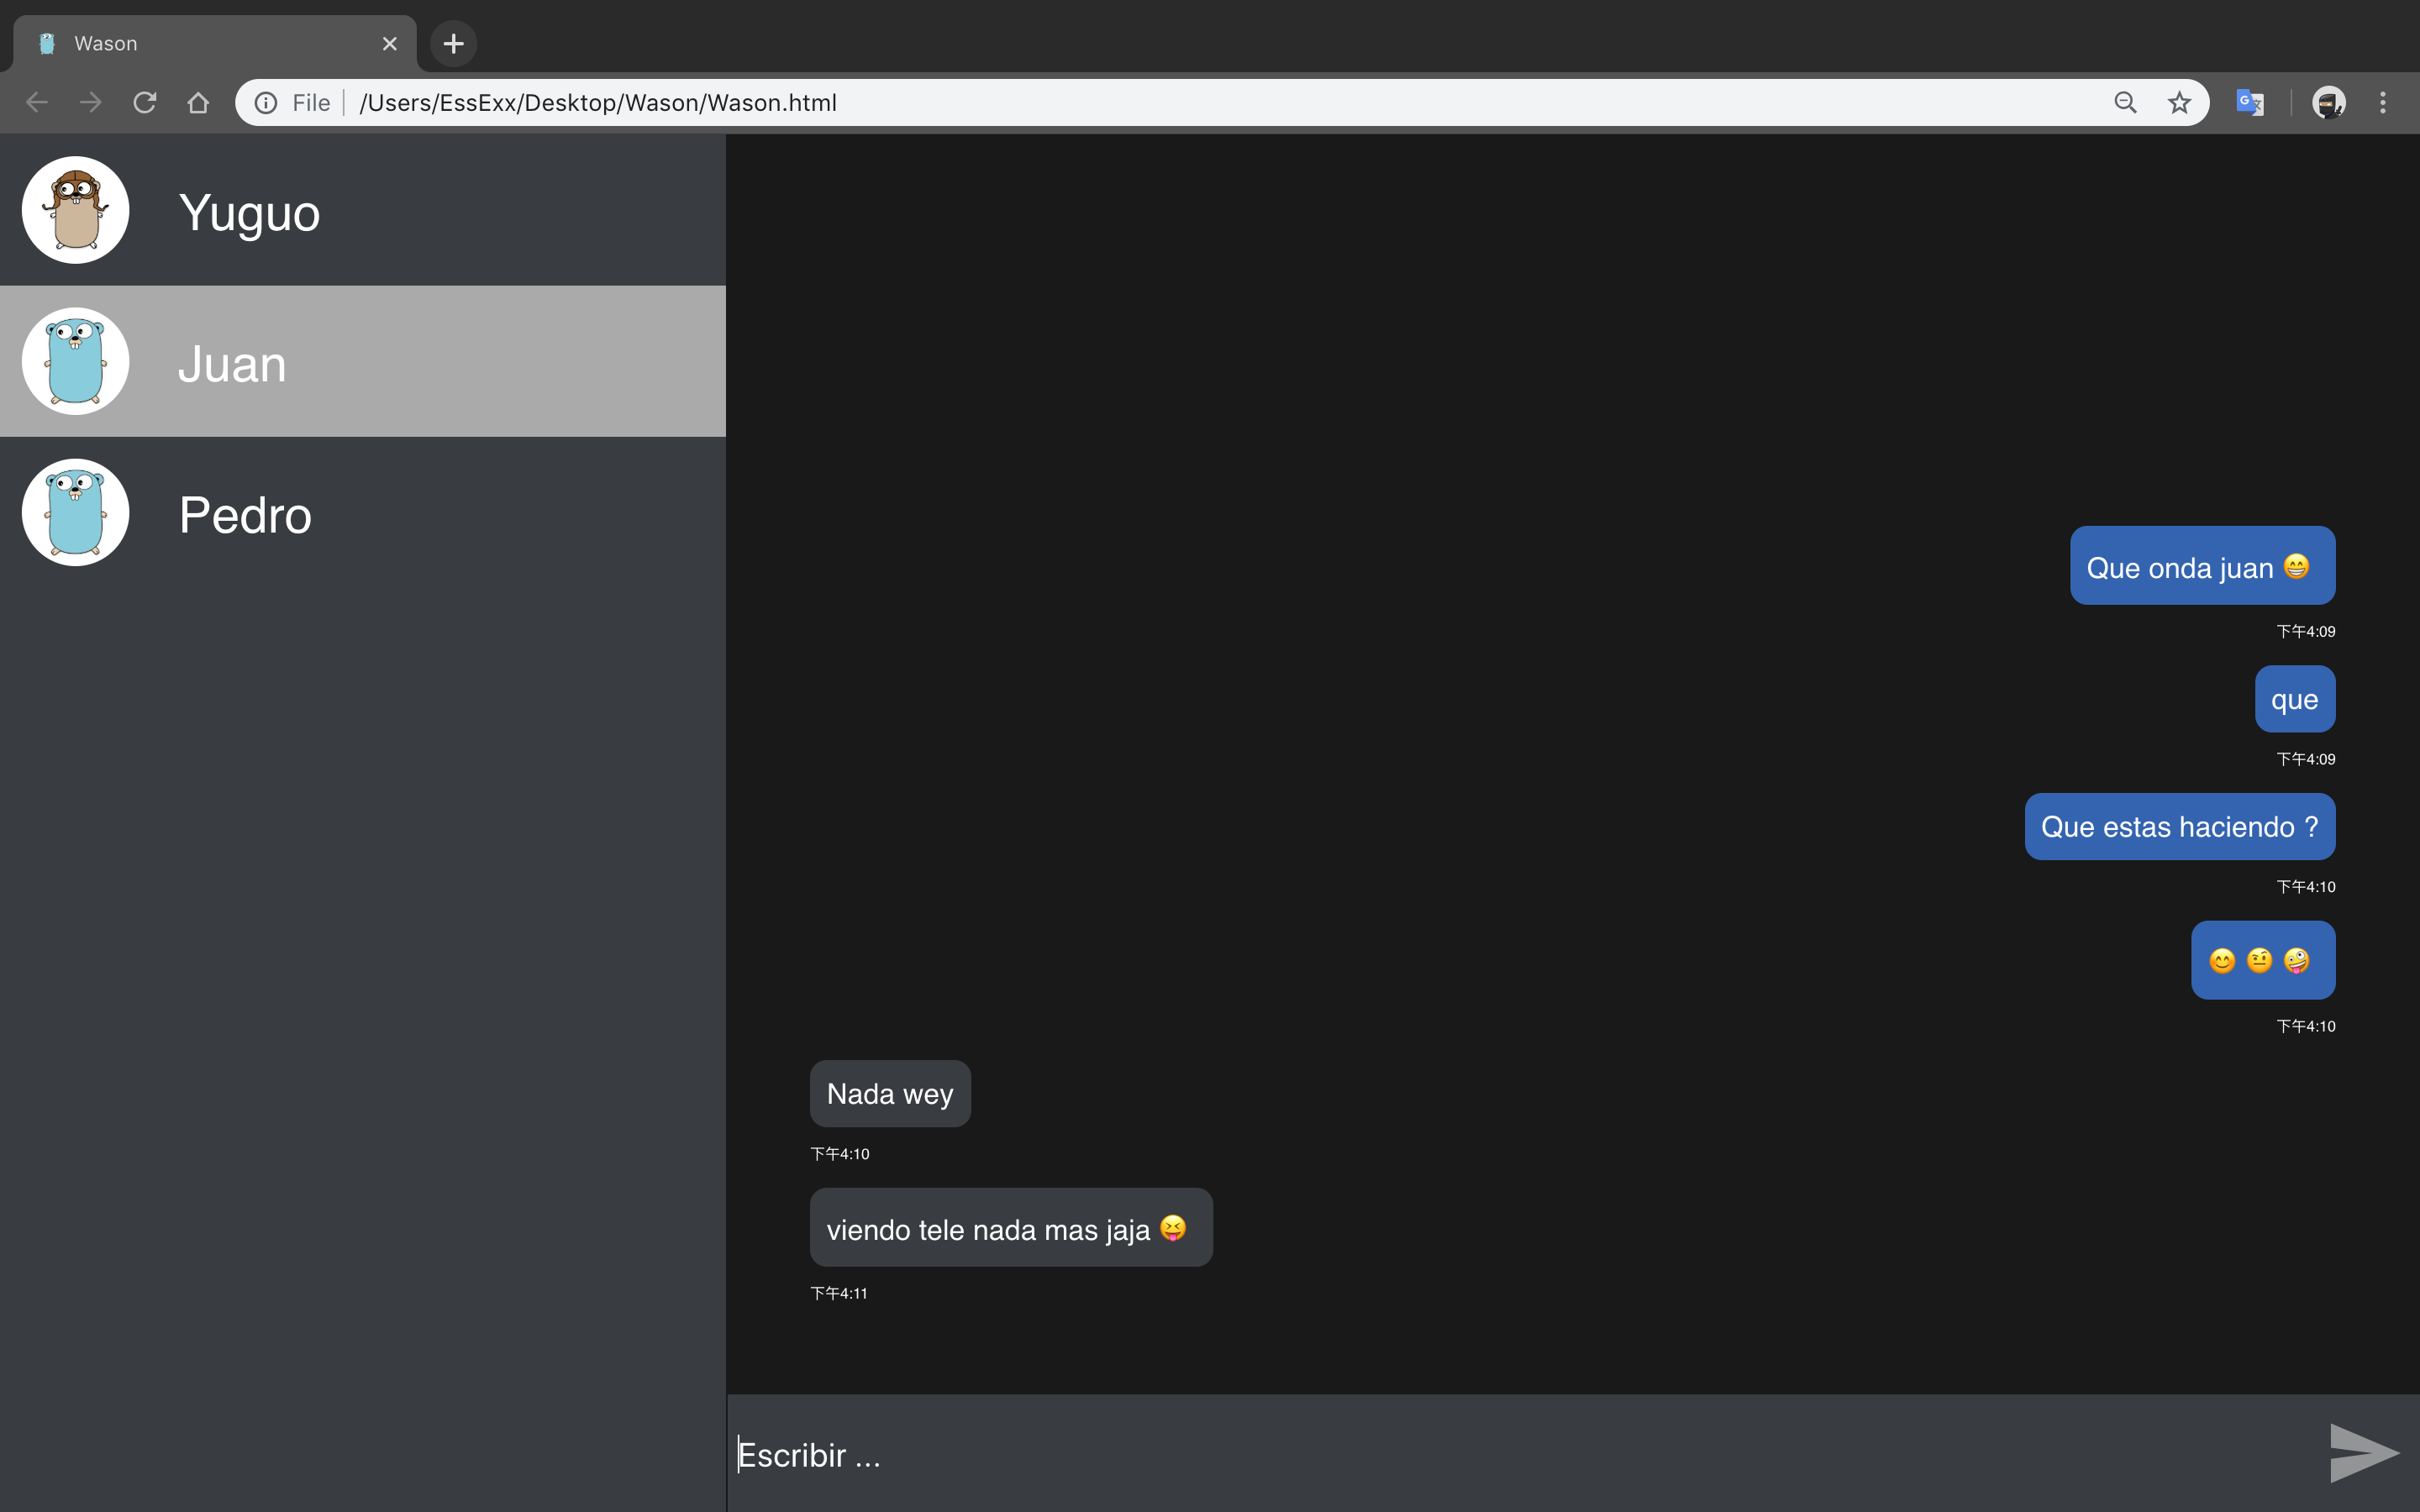 Wason
File /Users/EssExx/Desktop/Wason/Wason.html
Yuguo
Juan
Pedro
Que onda juan 😁
下午4:09
que
下午4:09
Que estas haciendo ?
下午4:10
😊 🤨 🤪
下午4:10
Nada wey
下午4:10
viendo tele nada mas jaja 😝
下午4:11
Escribir ...